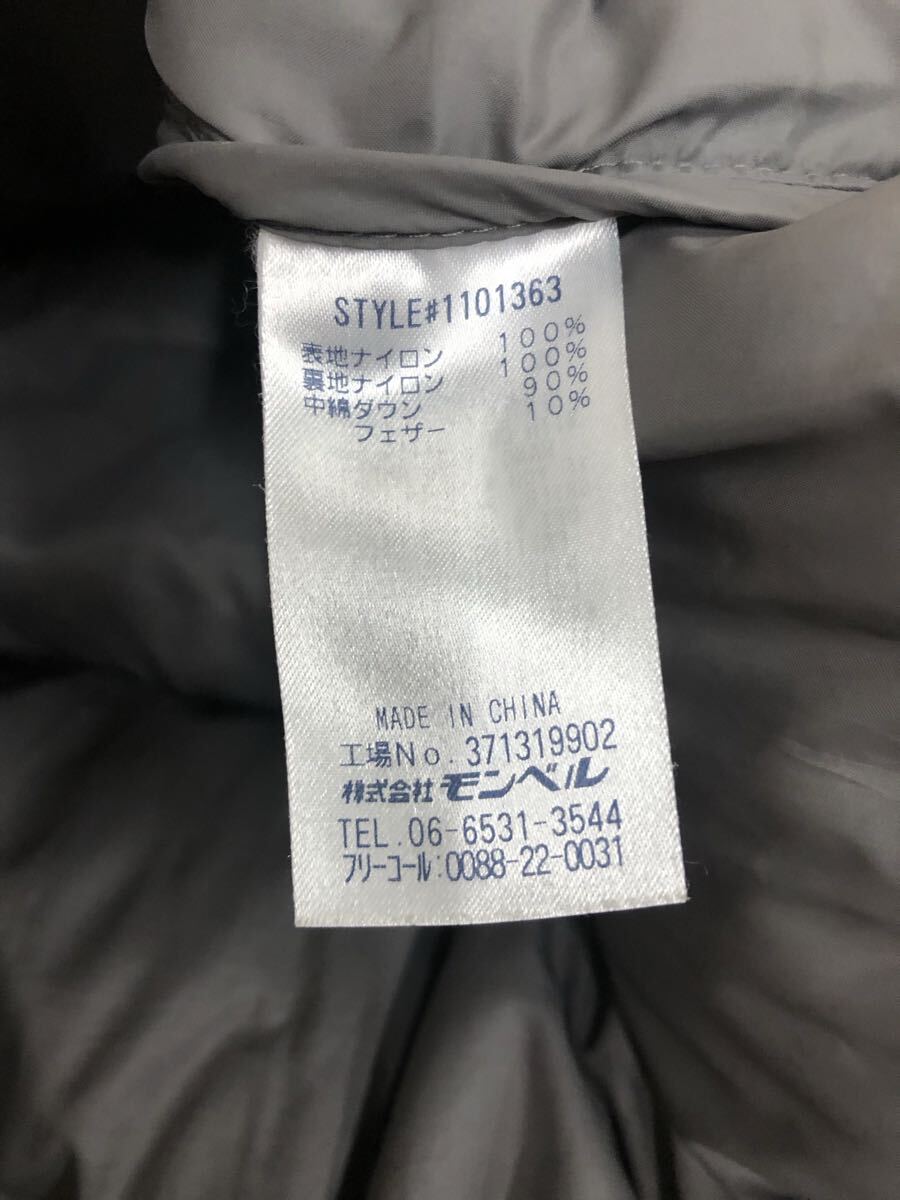 STYLE#1101363
表地ナイロン 100%
裏地ナイロン 100%
中綿ダウン 90%
フェザー 10%
MADE IN CHINA
工場No.371319902
株式会社モンベル
TEL.06-6531-3544
フリーコール:0088-22-0031